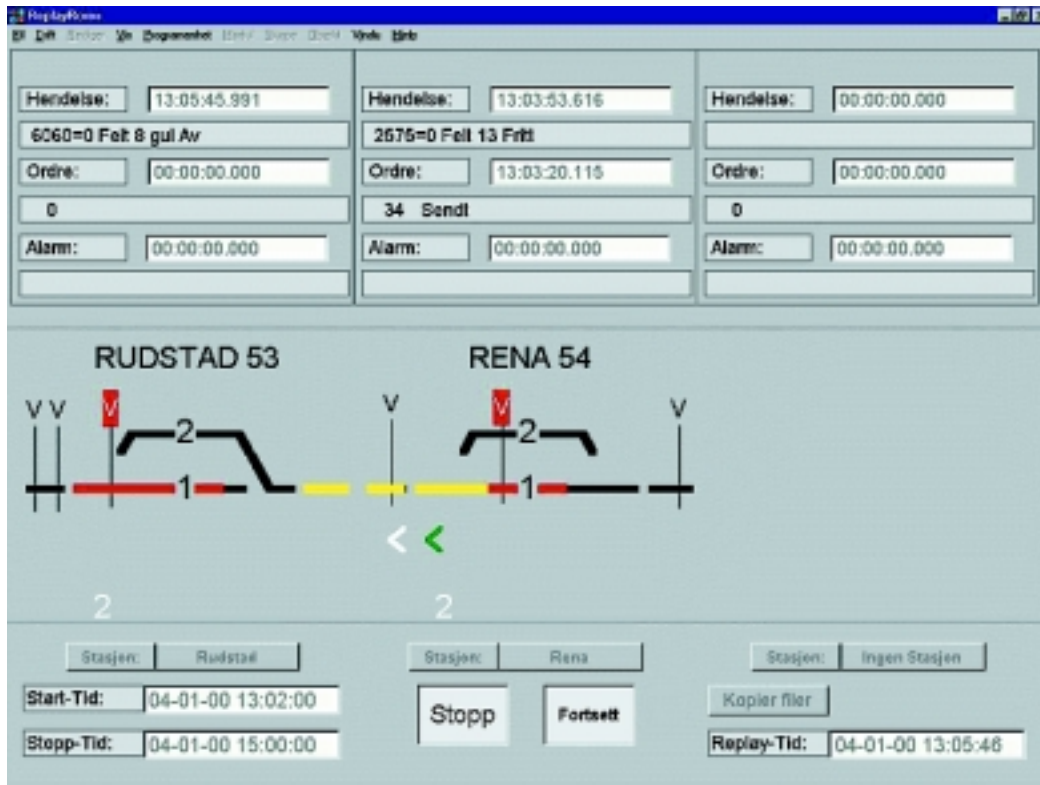 ReplayRoom
Vis Programenhet Vindu Hjelp
Hendelse: 13:05:45.991
6060=0 Felt 8 gul Av
Ordre: 00:00:00.000
0
Alarm: 00:00:00.000
Hendelse: 13:03:53.616
2575=0 Felt 13 Fritt
Ordre: 13:03:20.115
34 Sendt
Alarm: 00:00:00.000
Hendelse: 00:00:00.000
Ordre: 00:00:00.000
0
Alarm: 00:00:00.000
RUDSTAD 53
RENA 54
V V V V V V
2 2
1 1
< <
2 2
Stasjon: Rudstad
Stasjon: Rena
Stasjon: Ingen Stasjon
Start-Tid: 04-01-00 13:02:00
Stopp Fortsett
Kopier filer
Stopp-Tid: 04-01-00 15:00:00
Replay-Tid: 04-01-00 13:05:46